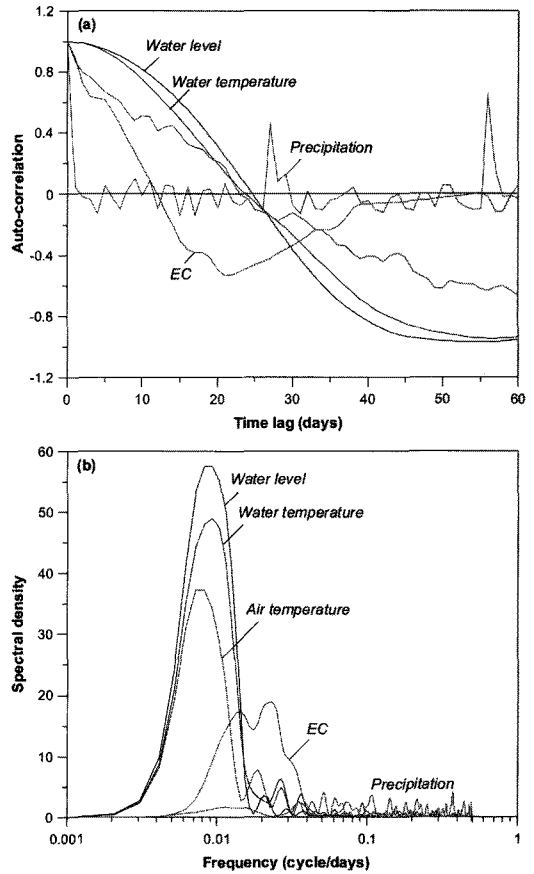 1.2
(a)
Water level
0.8
Water temperature
0.4
Precipitation
0
Auto-correlation
-0.4
EC
-0.8
-1.2
0 10 20 30 40 50 60
Time lag (days)
60
(b)
Water level
50
Water temperature
40
Air temperature
30
Spectral density
20
EC
10
Precipitation
0
0.001 0.01 0.1 1
Frequency (cycle/days)